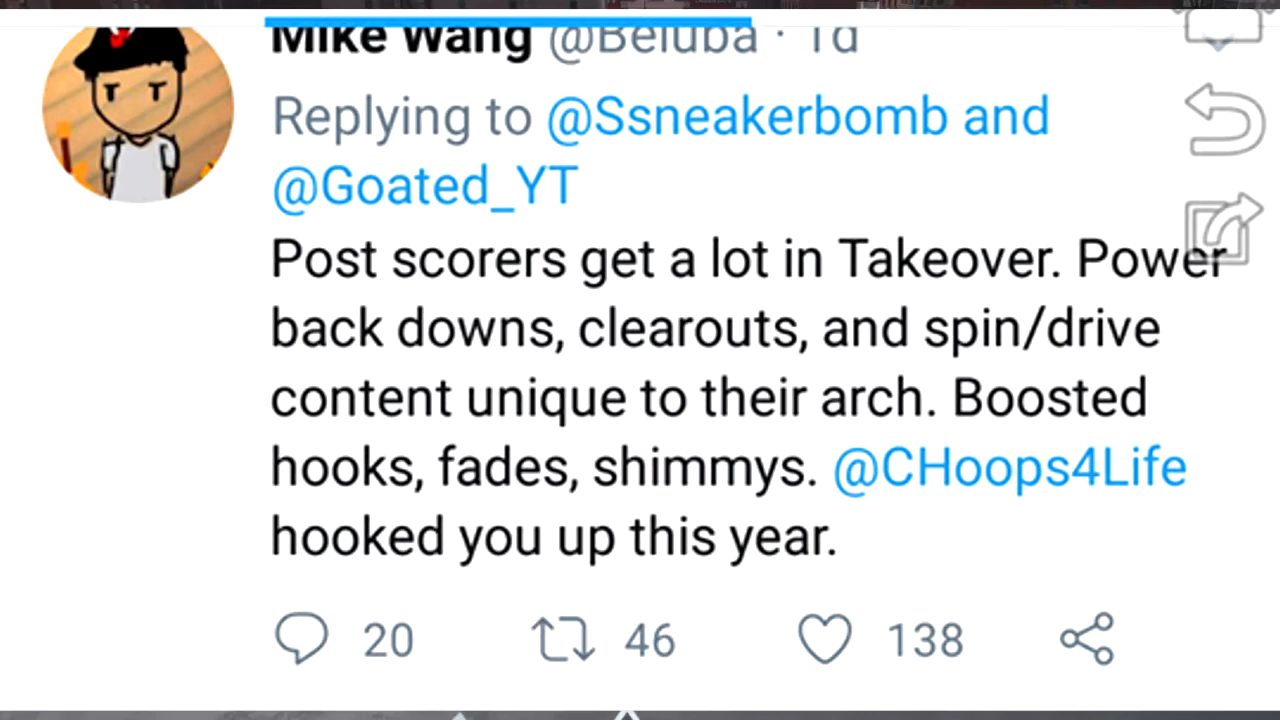 Mike Wang @Beluba · 1d
Replying to @Ssneakerbomb and
@Goated_YT
Post scorers get a lot in Takeover. Power
back downs, clearouts, and spin/drive
content unique to their arch. Boosted
hooks, fades, shimmys. @CHoops4Life
hooked you up this year.
20 46 138